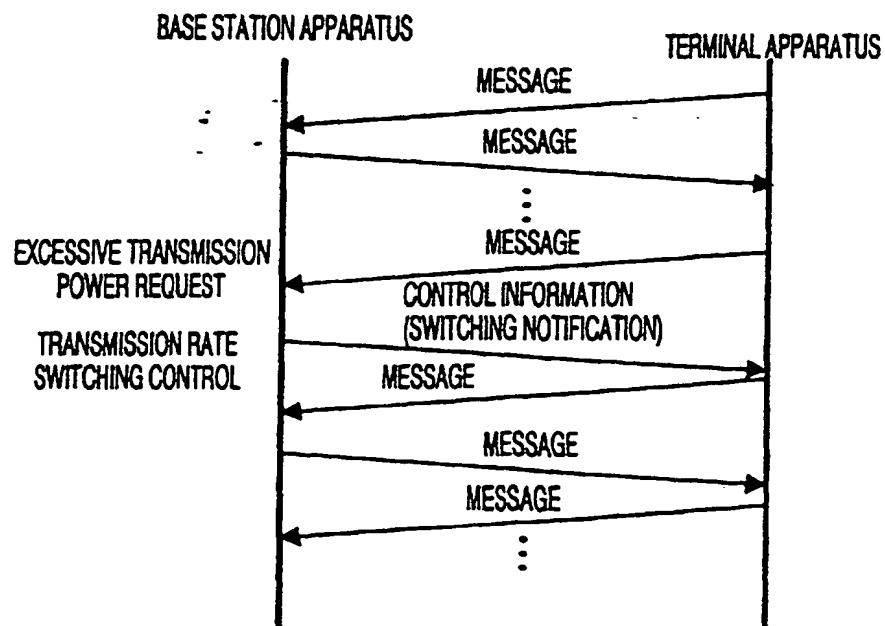 BASE STATION APPARATUS
TERMINAL APPARATUS
MESSAGE
MESSAGE
MESSAGE
EXCESSIVE TRANSMISSION
POWER REQUEST
CONTROL INFORMATION
(SWITCHING NOTIFICATION)
TRANSMISSION RATE
SWITCHING CONTROL
MESSAGE
MESSAGE
MESSAGE